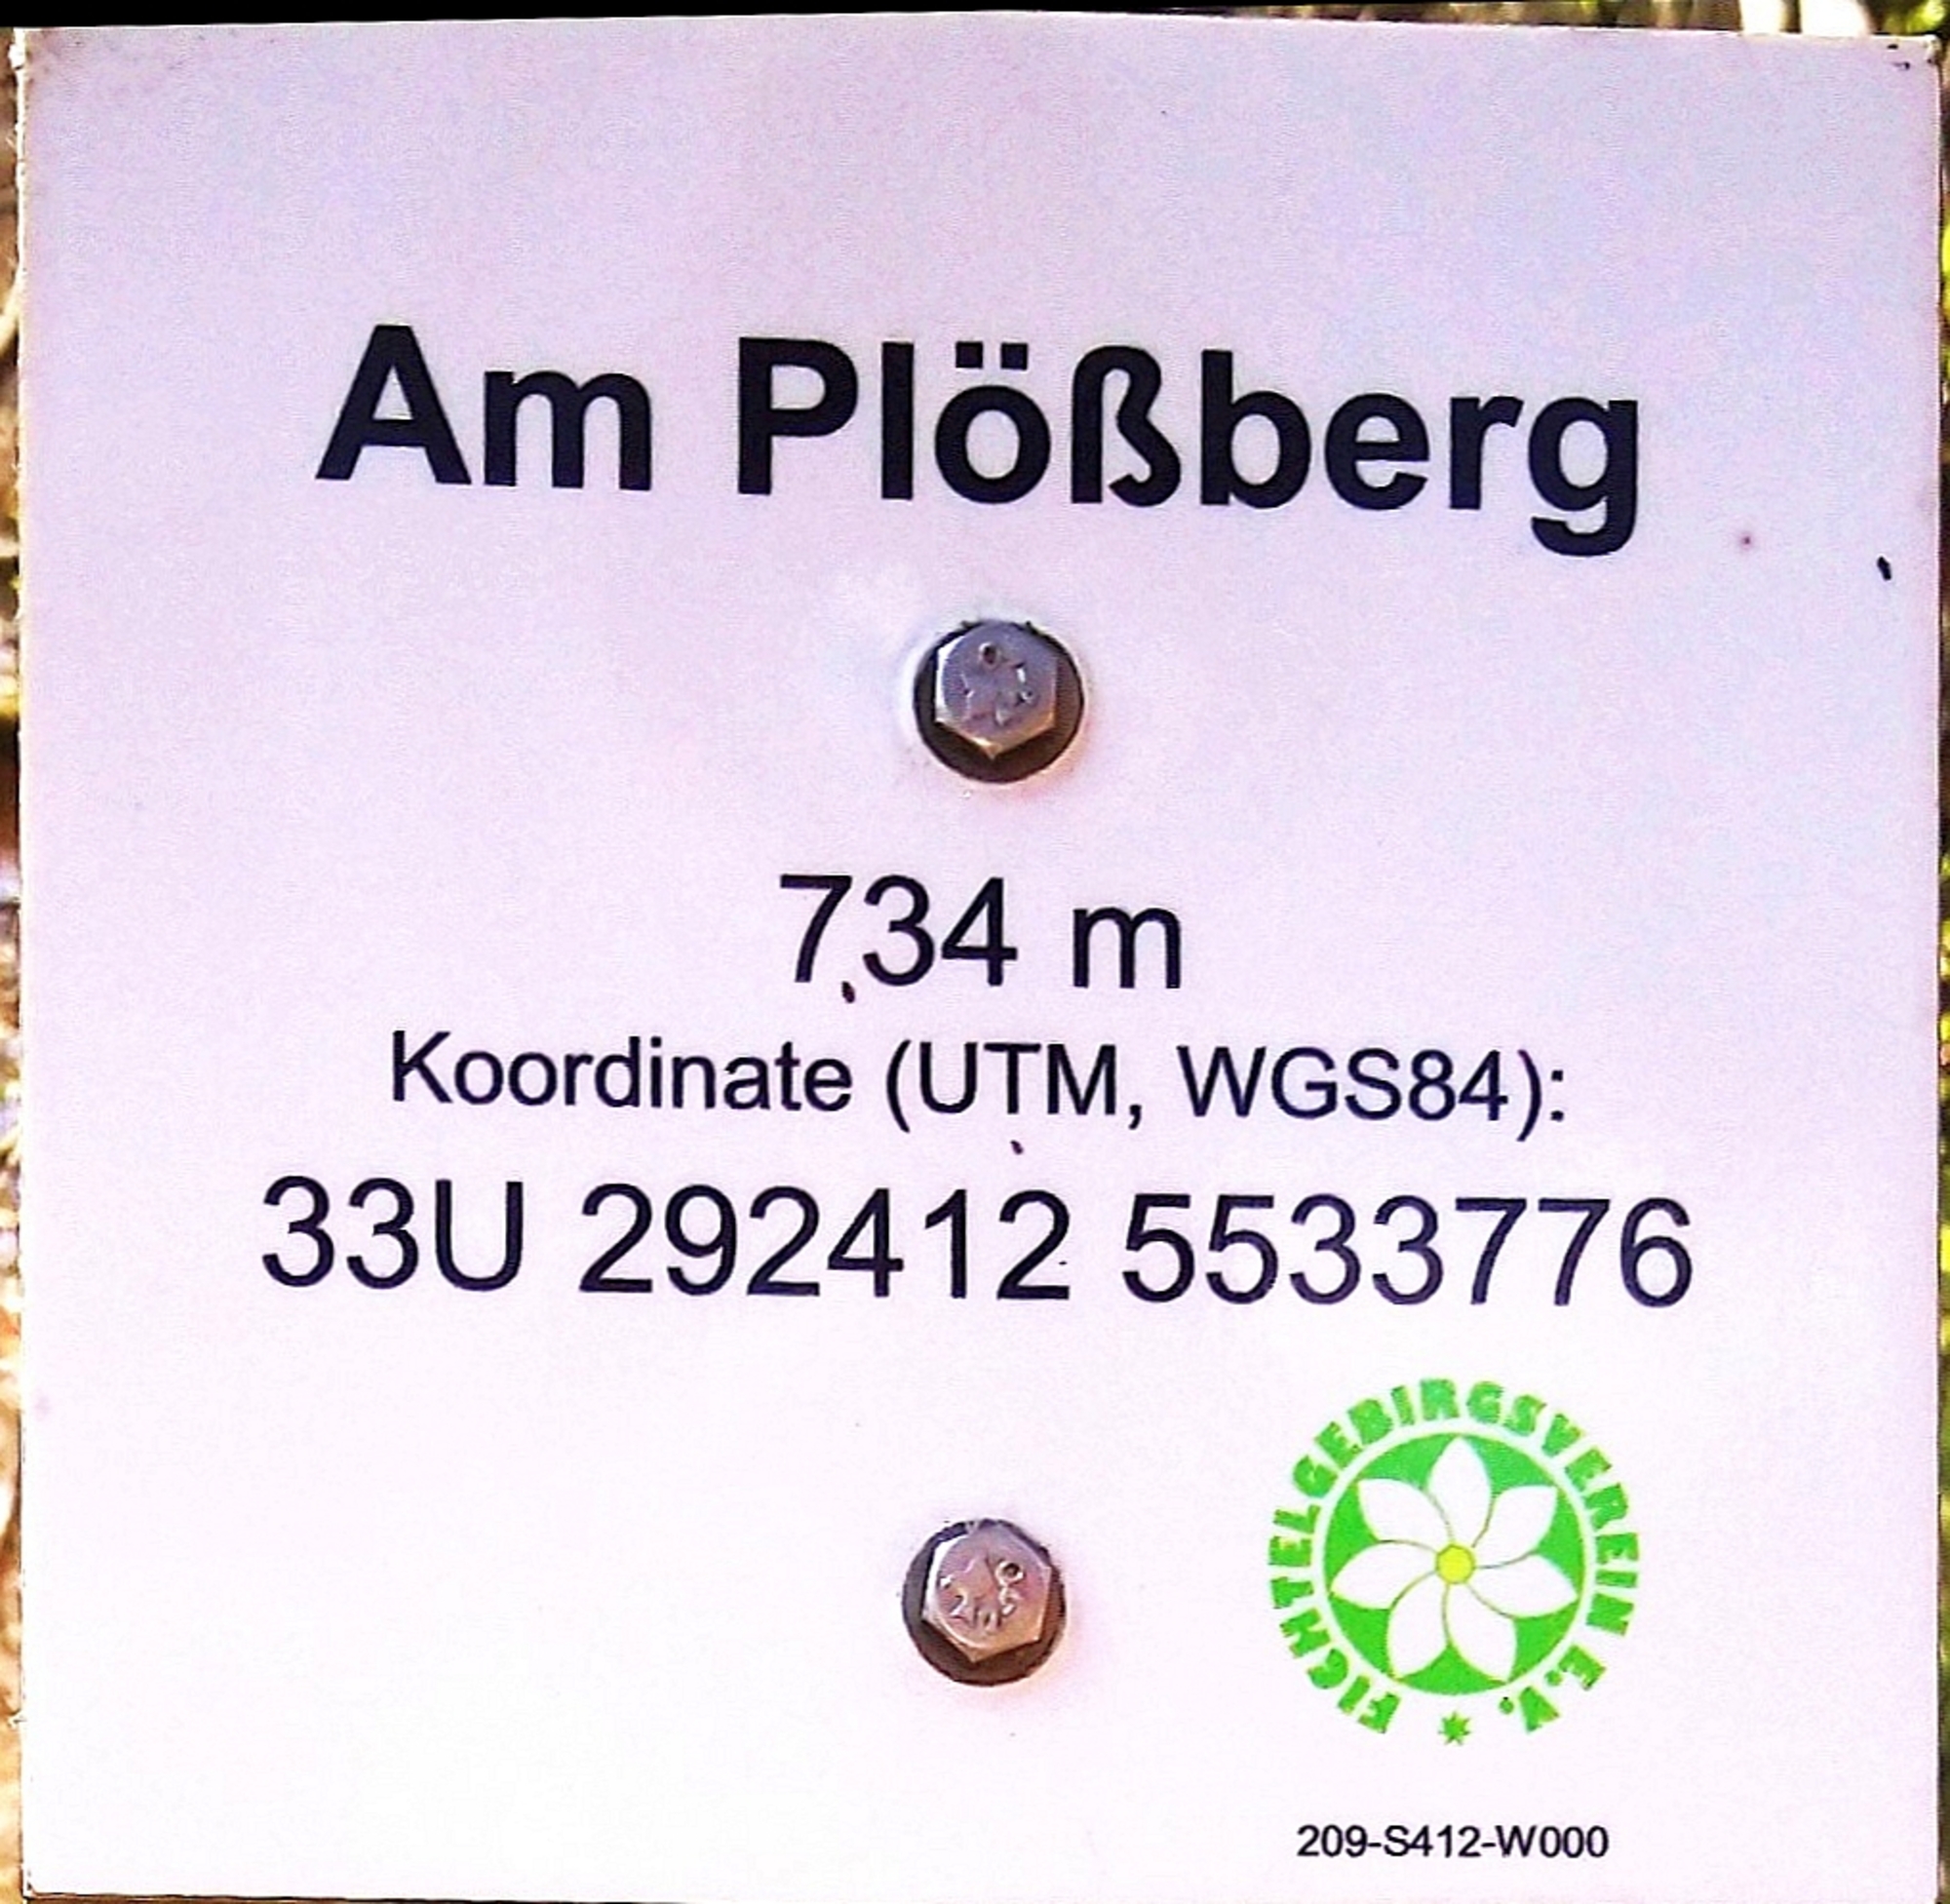 Am Plößberg
734 m
Koordinate (UTM, WGS84):
33U 292412 5533776
FICHTELGEBIRGSVEREIN E.V.
209-S412-W000